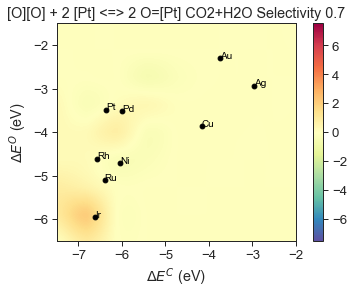 [O][O] + 2 [Pt] <=> 2 O=[Pt] CO2+H2O Selectivity 0.7
−2
−3
−4
−5
−6
ΔE^O (eV)
Au
Ag
Cu
Pt
Pd
Rh
Ni
Ru
Ir
−7
−6
−5
−4
−3
−2
ΔE^C (eV)
6
4
2
0
−2
−4
−6